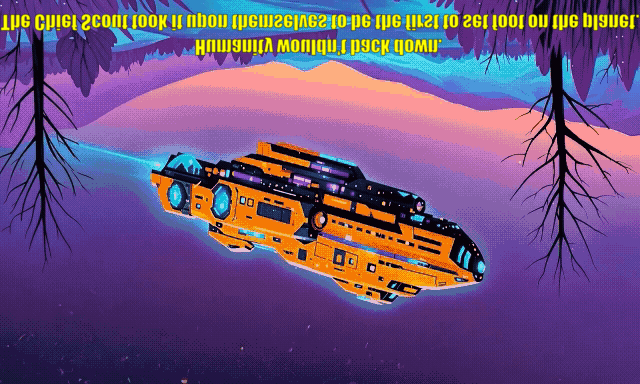 The Chief Scout took it upon themselves to be the first to set foot on the planet.
Humanity wouldn't back down.